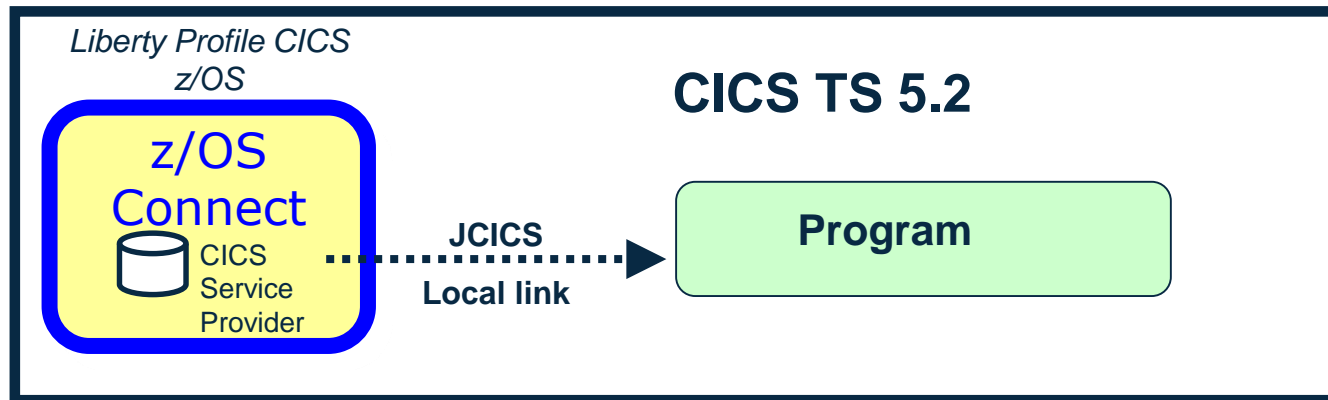 Liberty Profile CICS
z/OS
CICS TS 5.2
z/OS
Connect
CICS
Service
Provider
JCICS
Local link
Program